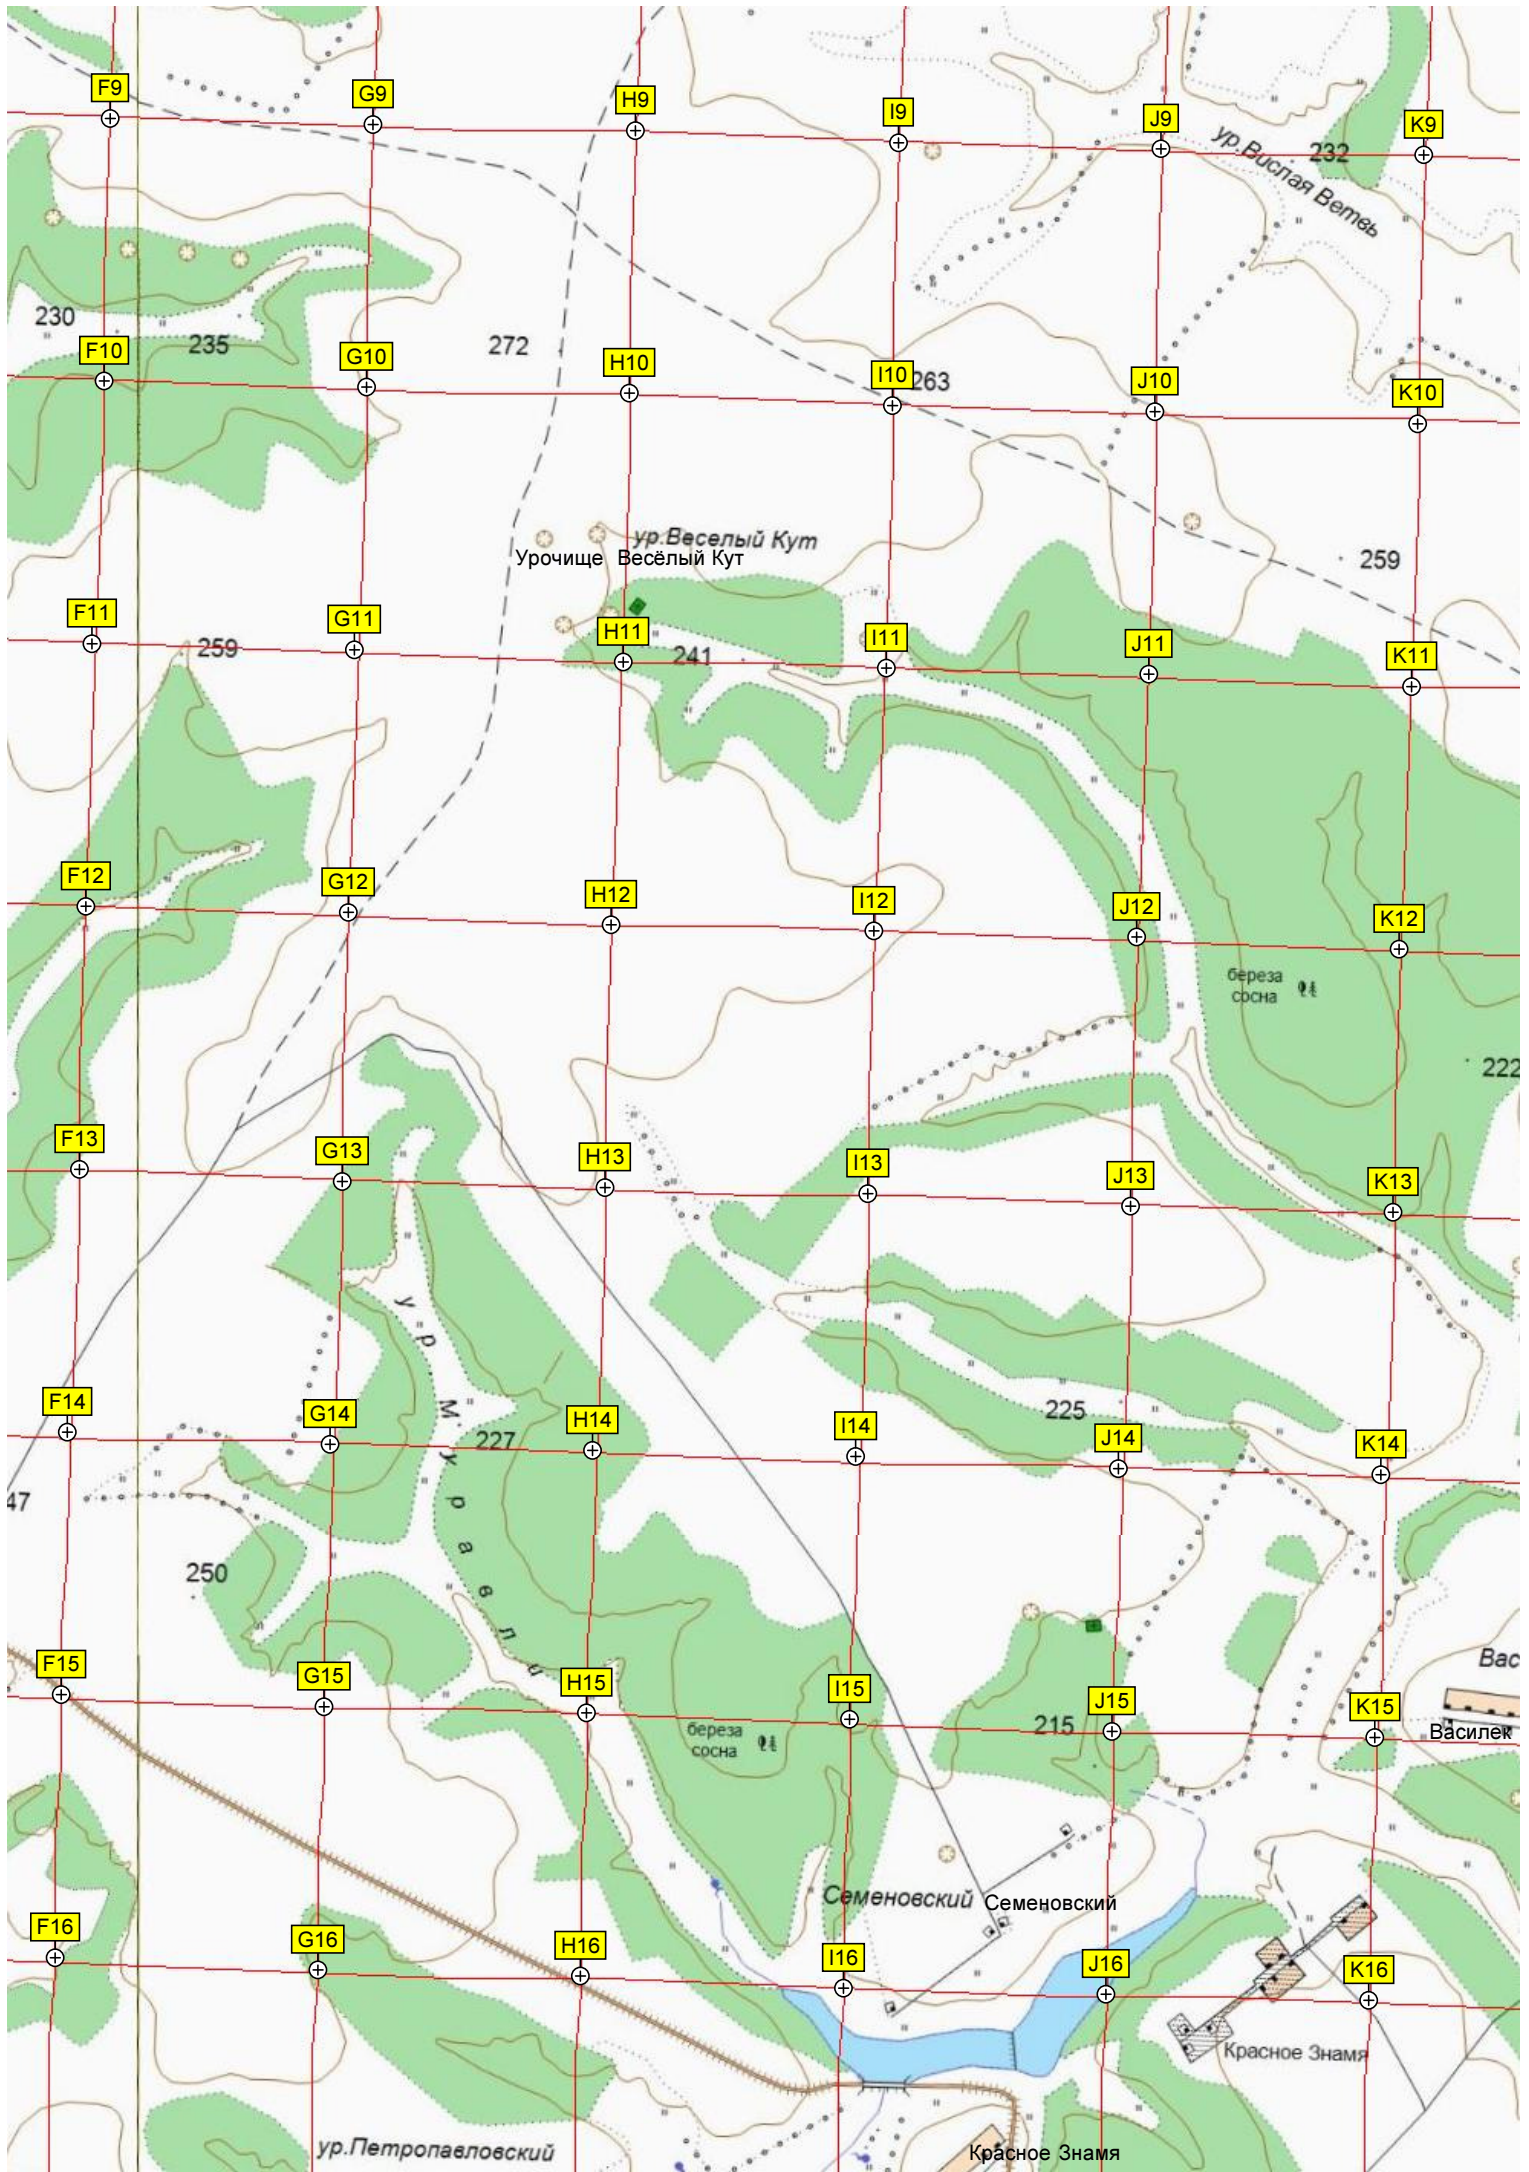 F9
G9
H9
I9
J9
K9
ур.Вислая Ветвь
232
230
235
272
F10
G10
H10
I10
263
J10
K10
ур.Веселый Кут
Урочище Весёлый Кут
259
F11
259
G11
H11
241
I11
J11
K11
F12
G12
H12
I12
J12
K12
береза
сосна
222
F13
G13
H13
I13
J13
K13
ур Муравли
F14
G14
227
H14
I14
225
J14
K14
47
250
Вас
F15
G15
H15
I15
215
J15
K15
Василек
береза
сосна
Семеновский
Семеновский
F16
G16
H16
I16
J16
K16
Красное Знамя
ур.Петропавловский
Красное Знамя